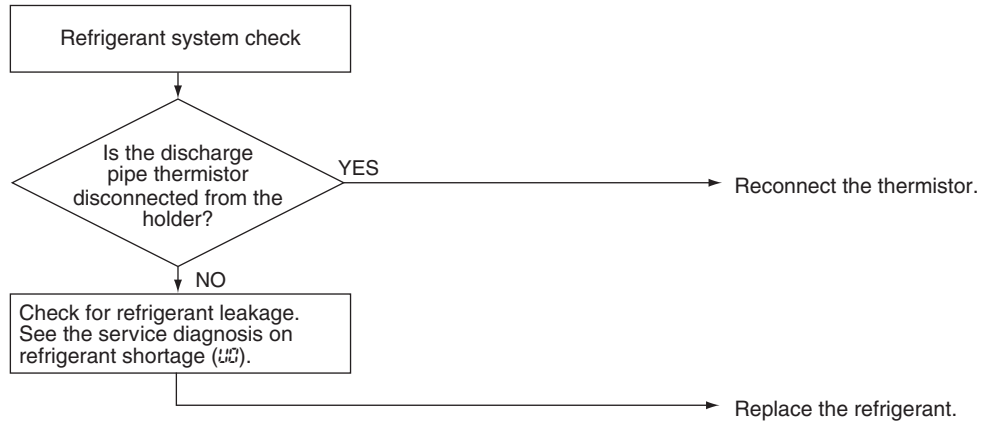 Refrigerant system check
Is the discharge
pipe thermistor
disconnected from the
holder?
YES
Reconnect the thermistor.
NO
Check for refrigerant leakage.
See the service diagnosis on
refrigerant shortage (U0).
Replace the refrigerant.